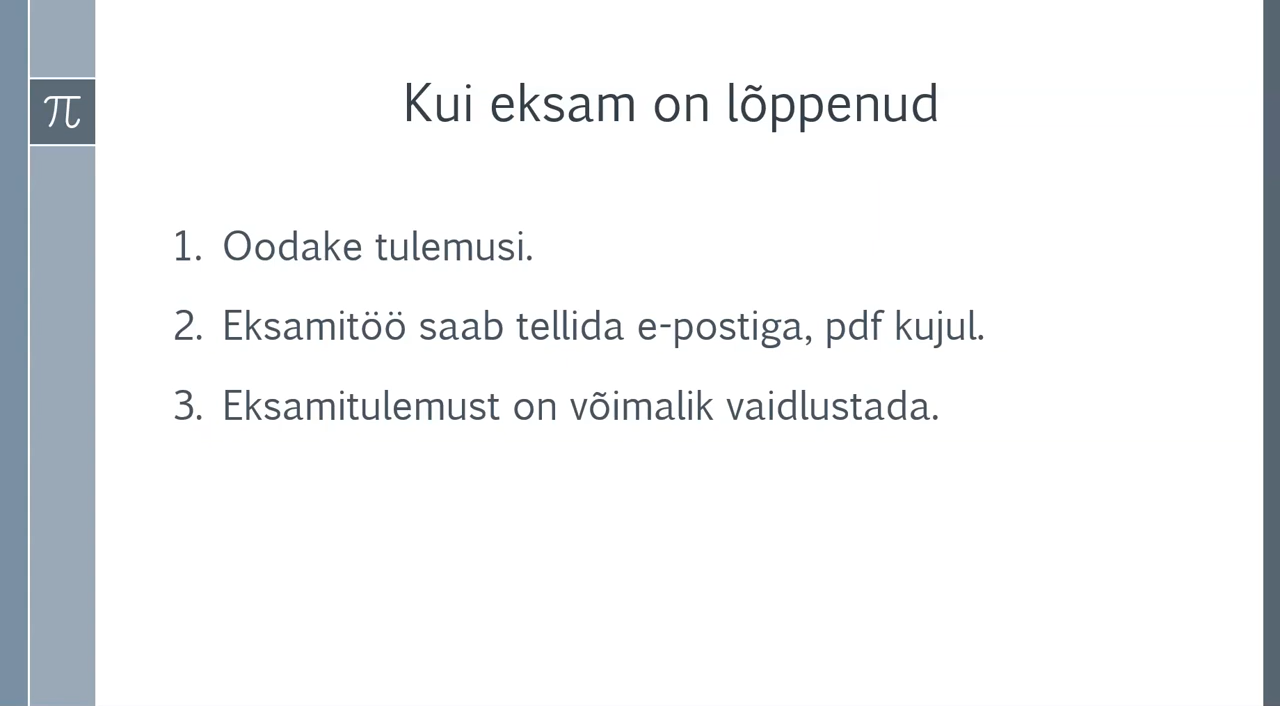 π
Kui eksam on lõppenud
1. Oodake tulemusi.
2. Eksamitöö saab tellida e-postiga, pdf kujul.
3. Eksamitulemust on võimalik vaidlustada.